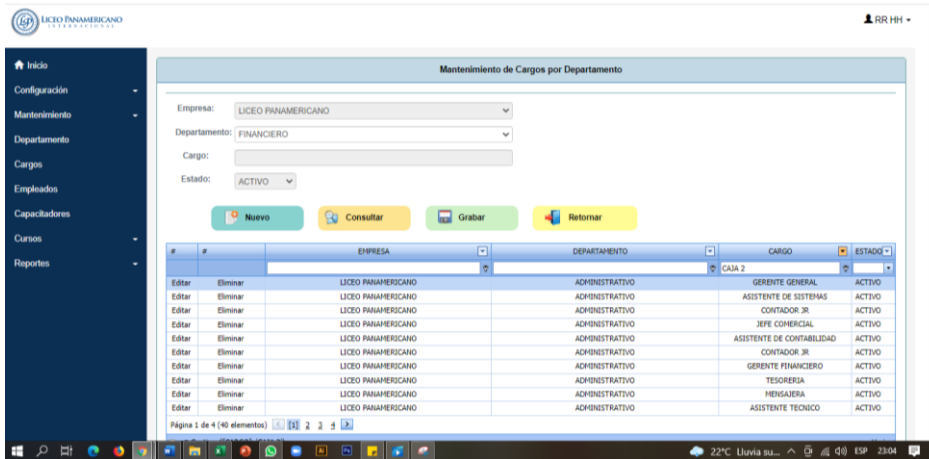 LICEO PANAMERICANO
INTERNACIONAL
RR HH
Inicio
Configuración
Mantenimiento
Departamento
Cargos
Empleados
Capacitadores
Cursos
Reportes
Mantenimiento de Cargos por Departamento
Empresa: LICEO PANAMERICANO
Departamento: FINANCIERO
Cargo:
Estado: ACTIVO
Nuevo Consultar Grabar Retornar
# # EMPRESA DEPARTAMENTO CARGO ESTADO
CAJA 2
Editar Eliminar LICEO PANAMERICANO ADMINISTRATIVO GERENTE GENERAL ACTIVO
Editar Eliminar LICEO PANAMERICANO ADMINISTRATIVO ASISTENTE DE SISTEMAS ACTIVO
Editar Eliminar LICEO PANAMERICANO ADMINISTRATIVO CONTADOR JR ACTIVO
Editar Eliminar LICEO PANAMERICANO ADMINISTRATIVO JEFE COMERCIAL ACTIVO
Editar Eliminar LICEO PANAMERICANO ADMINISTRATIVO ASISTENTE DE CONTABILIDAD ACTIVO
Editar Eliminar LICEO PANAMERICANO ADMINISTRATIVO CONTADOR JR ACTIVO
Editar Eliminar LICEO PANAMERICANO ADMINISTRATIVO GERENTE FINANCIERO ACTIVO
Editar Eliminar LICEO PANAMERICANO ADMINISTRATIVO TESORERIA ACTIVO
Editar Eliminar LICEO PANAMERICANO ADMINISTRATIVO MENSAJERA ACTIVO
Editar Eliminar LICEO PANAMERICANO ADMINISTRATIVO ASISTENTE TECNICO ACTIVO
Página 1 de 4 (40 elementos) [1] 2 3 4
22°C Lluvia su... ESP 23:04